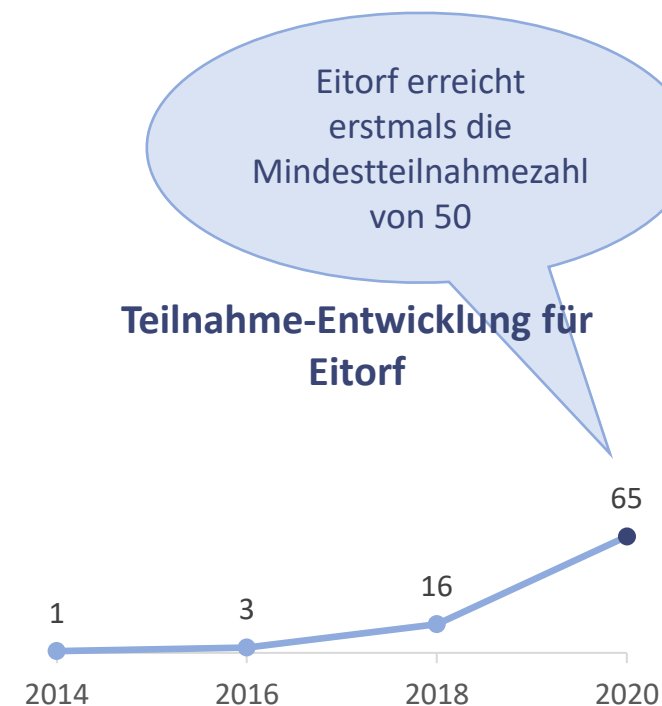 Eitorf erreicht
erstmals die
Mindestteilnahmezahl
von 50
Teilnahme-Entwicklung für
Eitorf
65
16
3
1
2014 2016 2018 2020